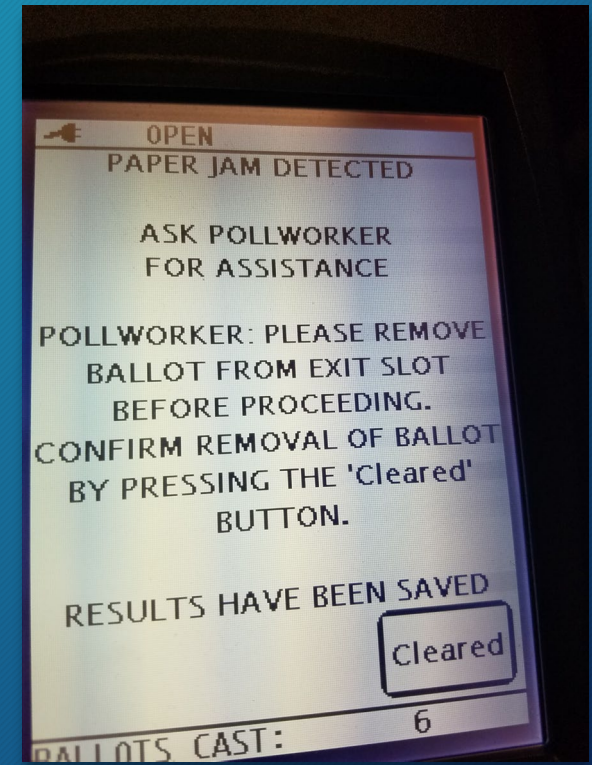 OPEN
PAPER JAM DETECTED
ASK POLLWORKER
FOR ASSISTANCE
POLLWORKER: PLEASE REMOVE
BALLOT FROM EXIT SLOT
BEFORE PROCEEDING.
CONFIRM REMOVAL OF BALLOT
BY PRESSING THE 'Cleared'
BUTTON.
RESULTS HAVE BEEN SAVED
Cleared
BALLOTS CAST: 6